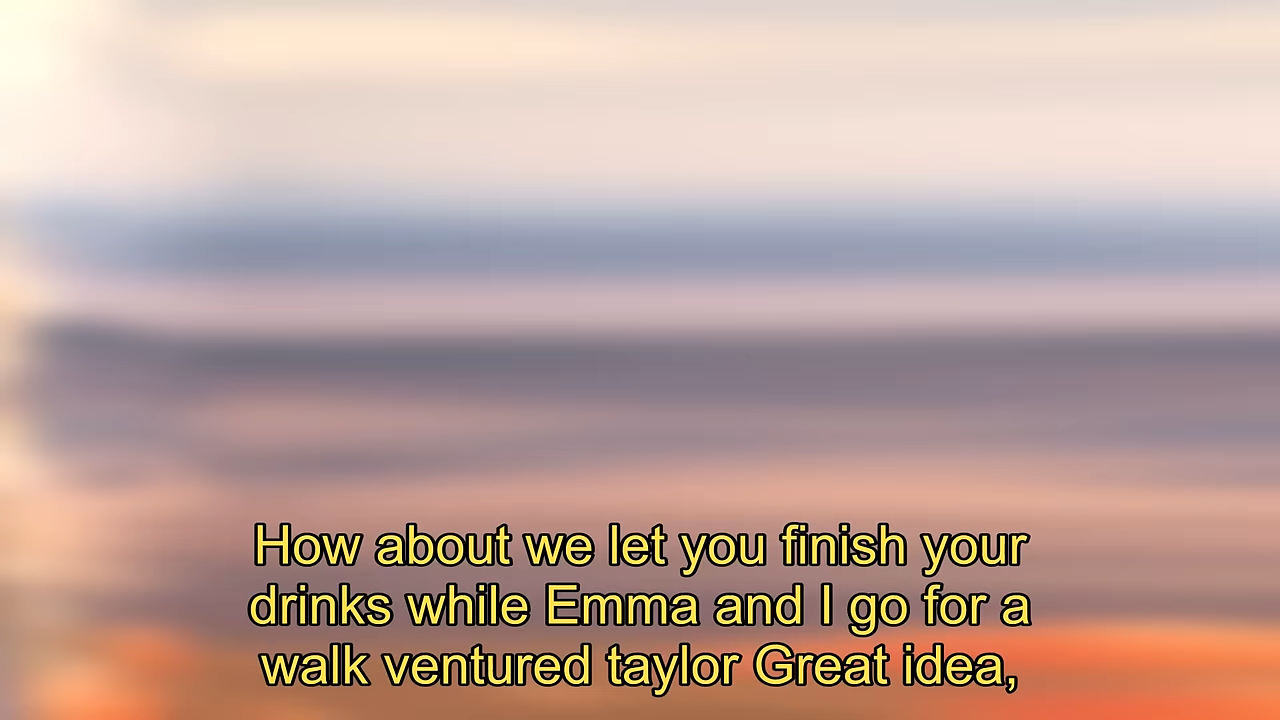 How about we let you finish your
drinks while Emma and I go for a
walk ventured taylor Great idea,